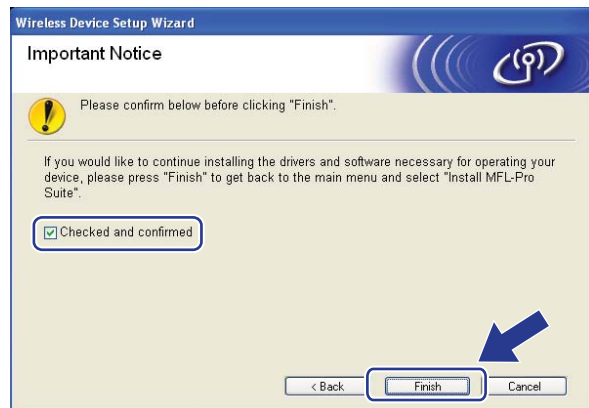 Wireless Device Setup Wizard
Important Notice
Please confirm below before clicking "Finish".
If you would like to continue installing the drivers and software necessary for operating your
device, please press "Finish" to get back to the main menu and select "Install MFL-Pro
Suite".
Checked and confirmed
< Back
Finish
Cancel